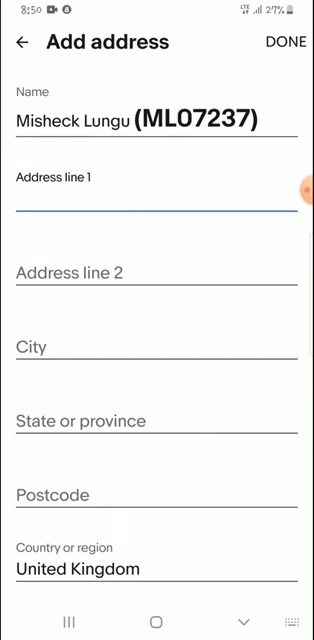 8:50 LTE 27%
Add address DONE
Name
Misheck Lungu (ML07237)
Address line 1
Address line 2
City
State or province
Postcode
Country or region
United Kingdom